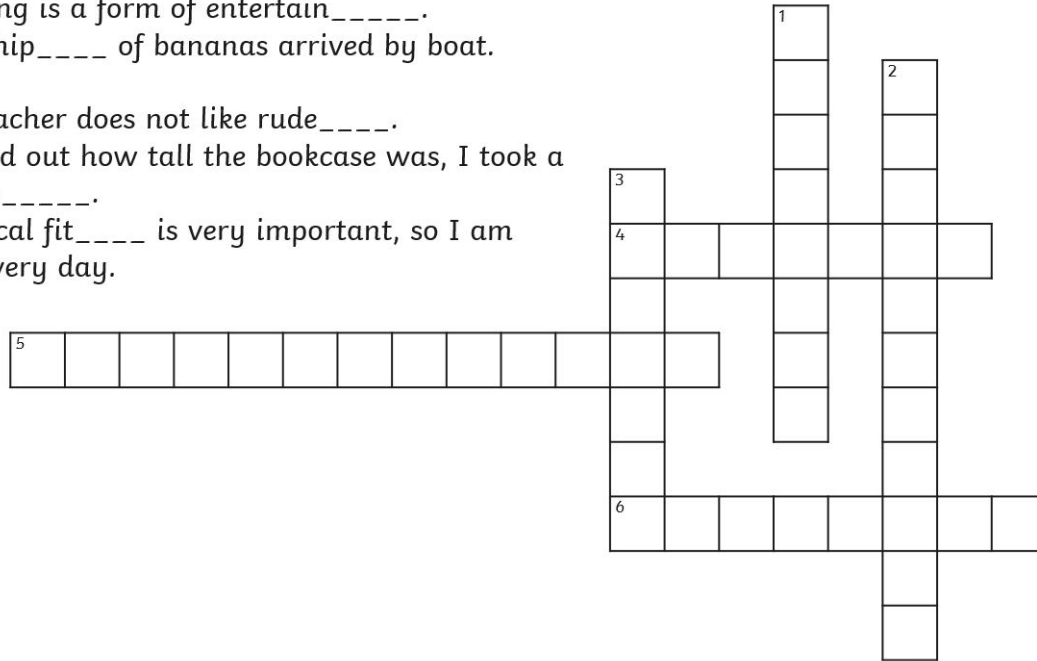 ng is a form of entertain_____.
hip____ of bananas arrived by boat.
acher does not like rude____.
d out how tall the bookcase was, I took a
_____.
cal fit____ is very important, so I am
very day.
1
2
3
4
5
6